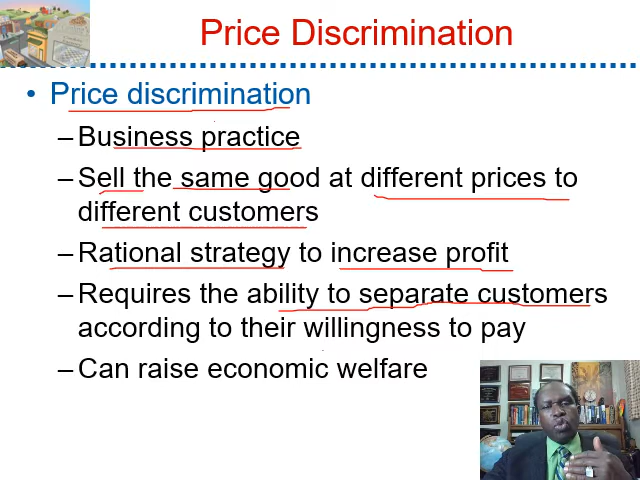 Price Discrimination
• Price discrimination
– Business practice
– Sell the same good at different prices to
different customers
– Rational strategy to increase profit
– Requires the ability to separate customers
according to their willingness to pay
– Can raise economic welfare